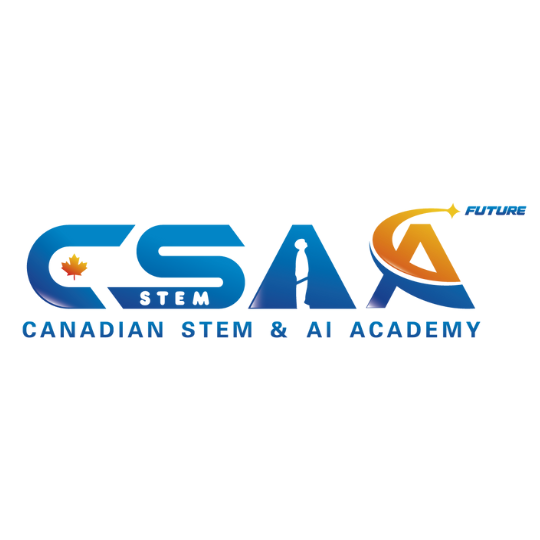 FUTURE
CSAA
STEM
CANADIAN STEM & AI ACADEMY